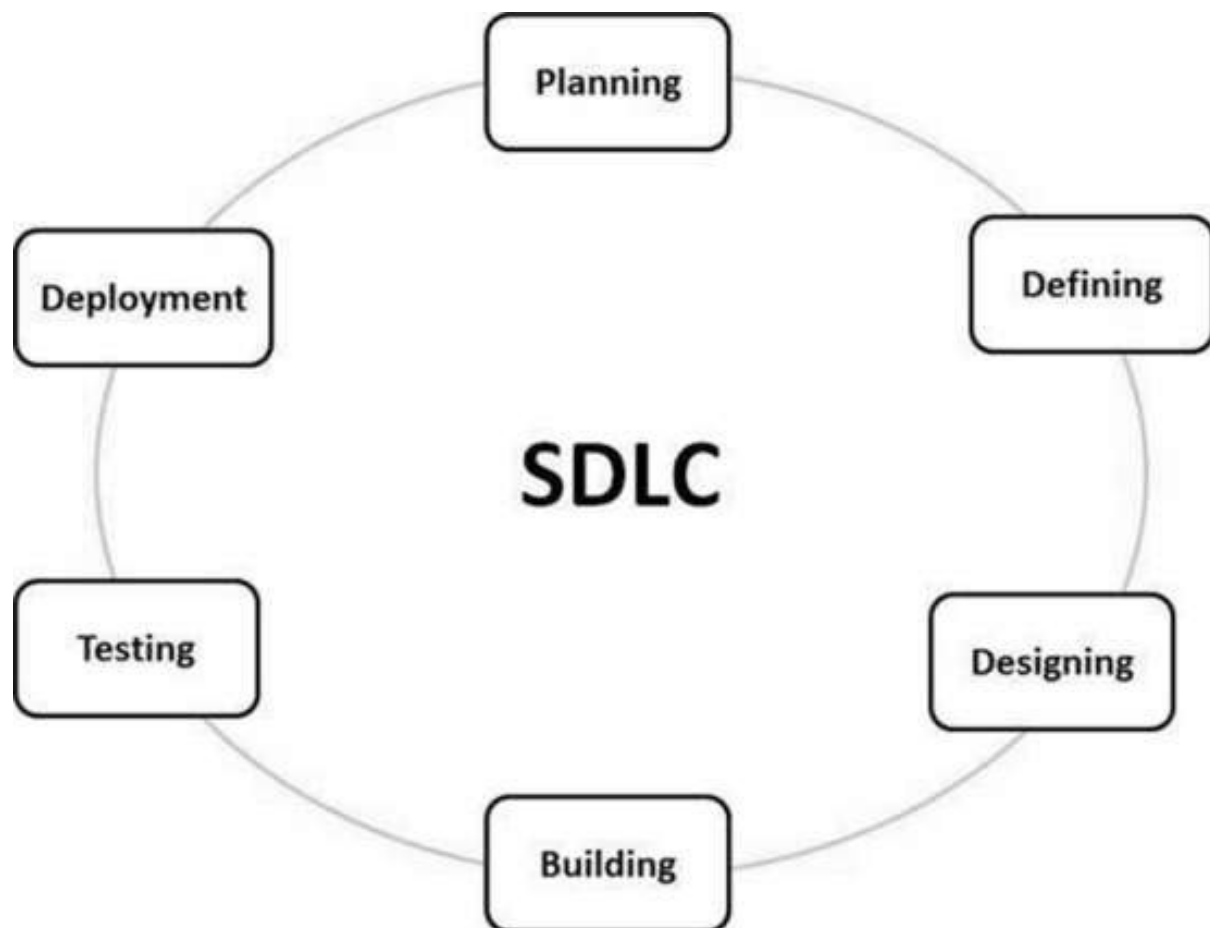 Planning
Defining
Deployment
SDLC
Testing
Designing
Building